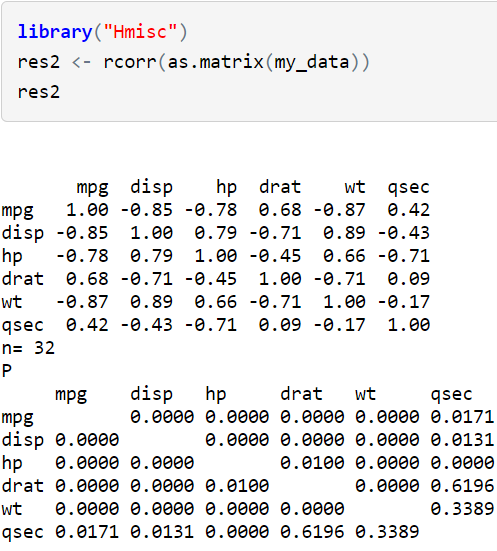 library("Hmisc")
res2 <- rcorr(as.matrix(my_data))
res2
mpg disp hp drat wt qsec
mpg 1.00 -0.85 -0.78 0.68 -0.87 0.42
disp -0.85 1.00 0.79 -0.71 0.89 -0.43
hp -0.78 0.79 1.00 -0.45 0.66 -0.71
drat 0.68 -0.71 -0.45 1.00 -0.71 0.09
wt -0.87 0.89 0.66 -0.71 1.00 -0.17
qsec 0.42 -0.43 -0.71 0.09 -0.17 1.00
n= 32
P
mpg disp hp drat wt qsec
mpg 0.0000 0.0000 0.0000 0.0000 0.0171
disp 0.0000 0.0000 0.0000 0.0000 0.0131
hp 0.0000 0.0000 0.0100 0.0000 0.0000
drat 0.0000 0.0000 0.0100 0.0000 0.6196
wt 0.0000 0.0000 0.0000 0.0000 0.3389
qsec 0.0171 0.0131 0.0000 0.6196 0.3389